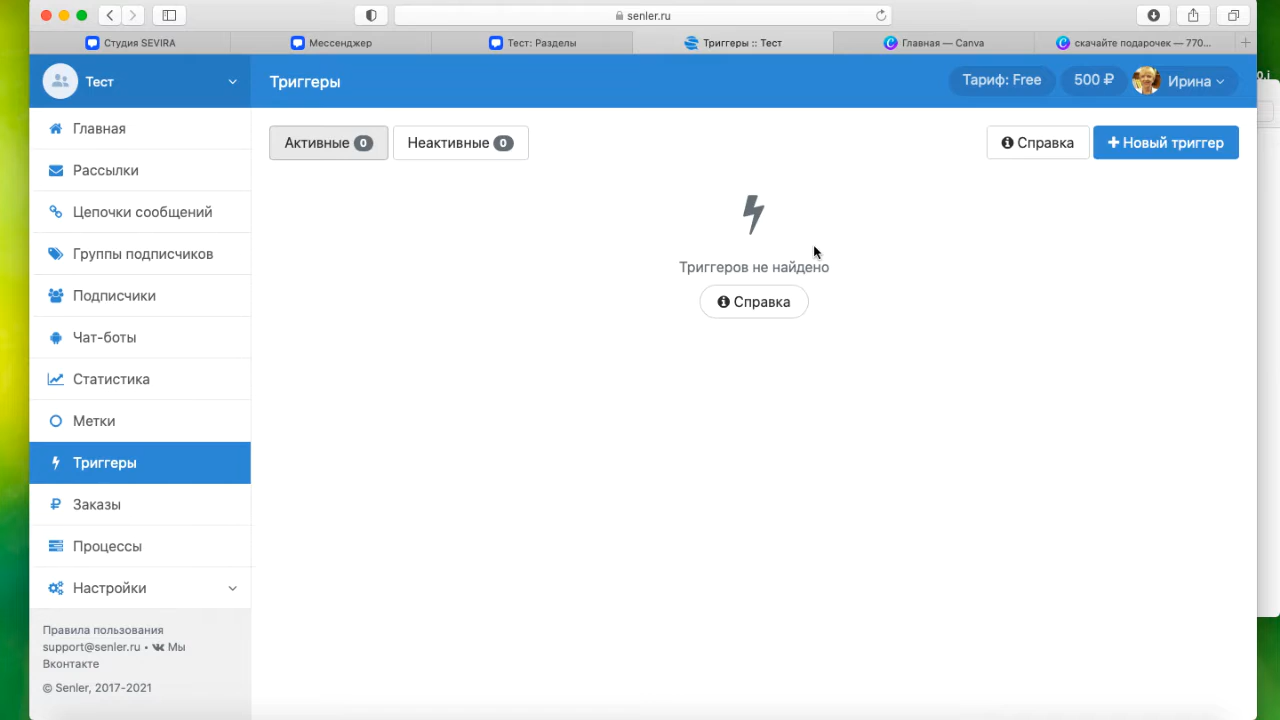 senler.ru
Студия SEVIRA
Мессенджер
Тест: Разделы
Триггеры :: Тест
Главная — Canva
скачайте подарочек — 770...
Тест
Триггеры
Тариф: Free
500 ₽
Ирина
Главная
Рассылки
Цепочки сообщений
Группы подписчиков
Подписчики
Чат-боты
Статистика
Метки
Триггеры
Заказы
Процессы
Настройки
Правила пользования
support@senler.ru • Мы
Вконтакте
© Senler, 2017-2021
Активные 0
Неактивные 0
Справка
+ Новый триггер
Триггеров не найдено
Справка